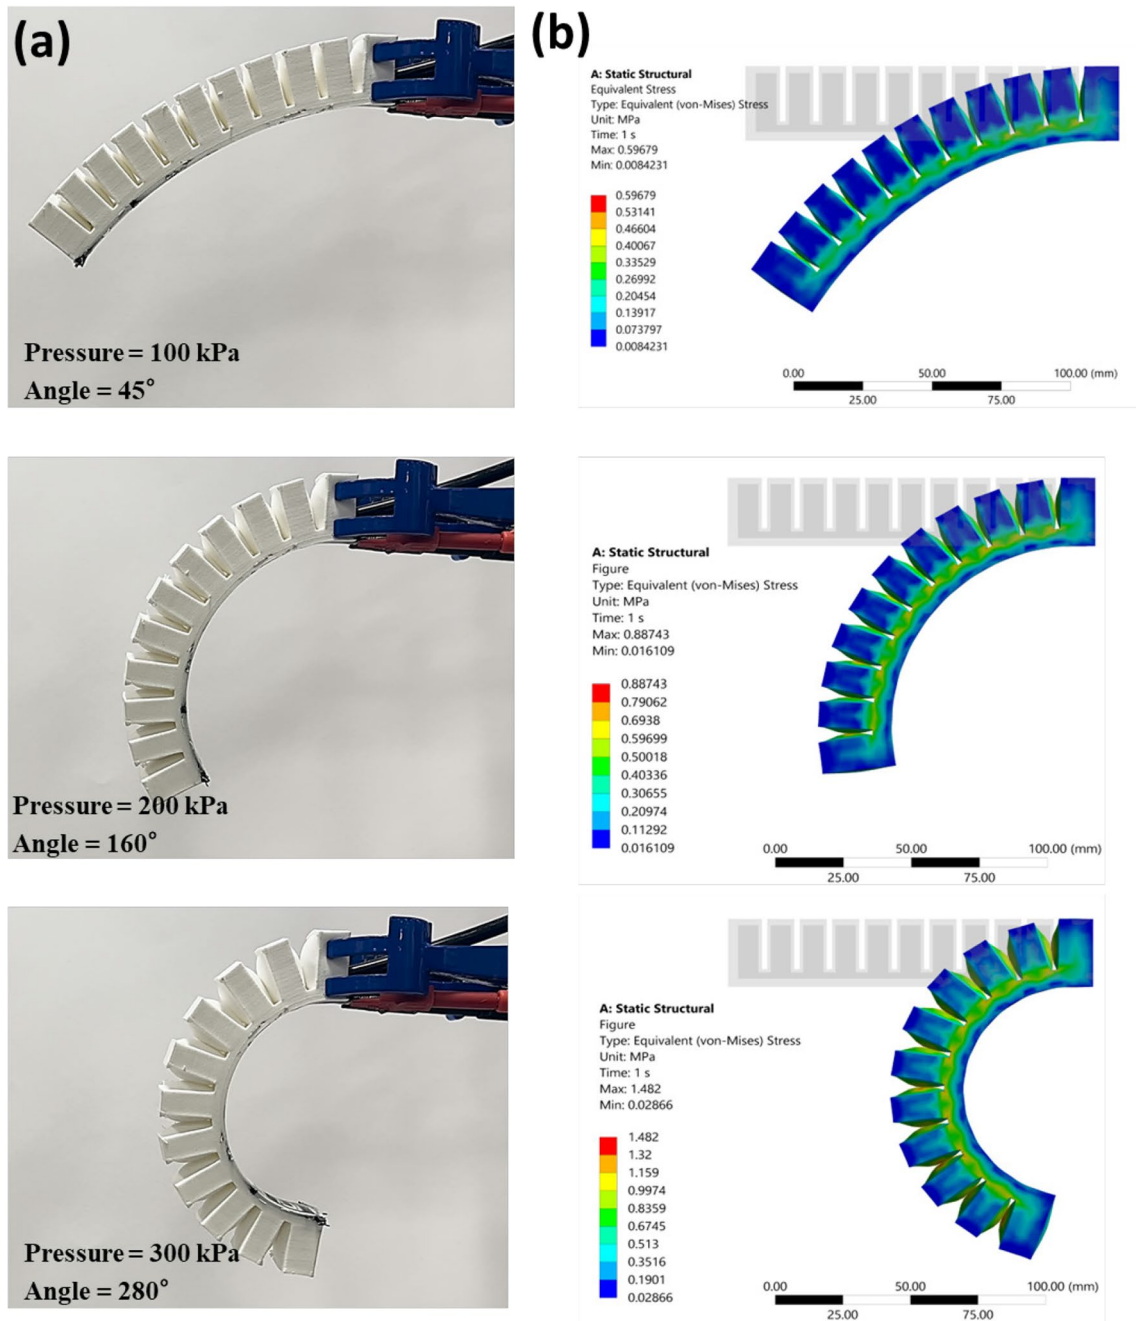 (a)
Pressure = 100 kPa
Angle = 45°
(b)
A: Static Structural
Equivalent Stress
Type: Equivalent (von-Mises) Stress
Unit: MPa
Time: 1 s
Max: 0.59679
Min: 0.0084231
0.59679
0.53141
0.46604
0.40067
0.33529
0.26992
0.20454
0.13917
0.073797
0.0084231
0.00 50.00 100.00 (mm)
25.00 75.00
Pressure = 200 kPa
Angle = 160°
A: Static Structural
Figure
Type: Equivalent (von-Mises) Stress
Unit: MPa
Time: 1 s
Max: 0.88743
Min: 0.016109
0.88743
0.79062
0.6938
0.59699
0.50018
0.40336
0.30655
0.20974
0.11292
0.016109
0.00 50.00 100.00 (mm)
25.00 75.00
Pressure = 300 kPa
Angle = 280°
A: Static Structural
Figure
Type: Equivalent (von-Mises) Stress
Unit: MPa
Time: 1 s
Max: 1.482
Min: 0.02866
1.482
1.32
1.159
0.9974
0.8359
0.6745
0.513
0.3516
0.1901
0.02866
0.00 50.00 100.00 (mm)
25.00 75.00